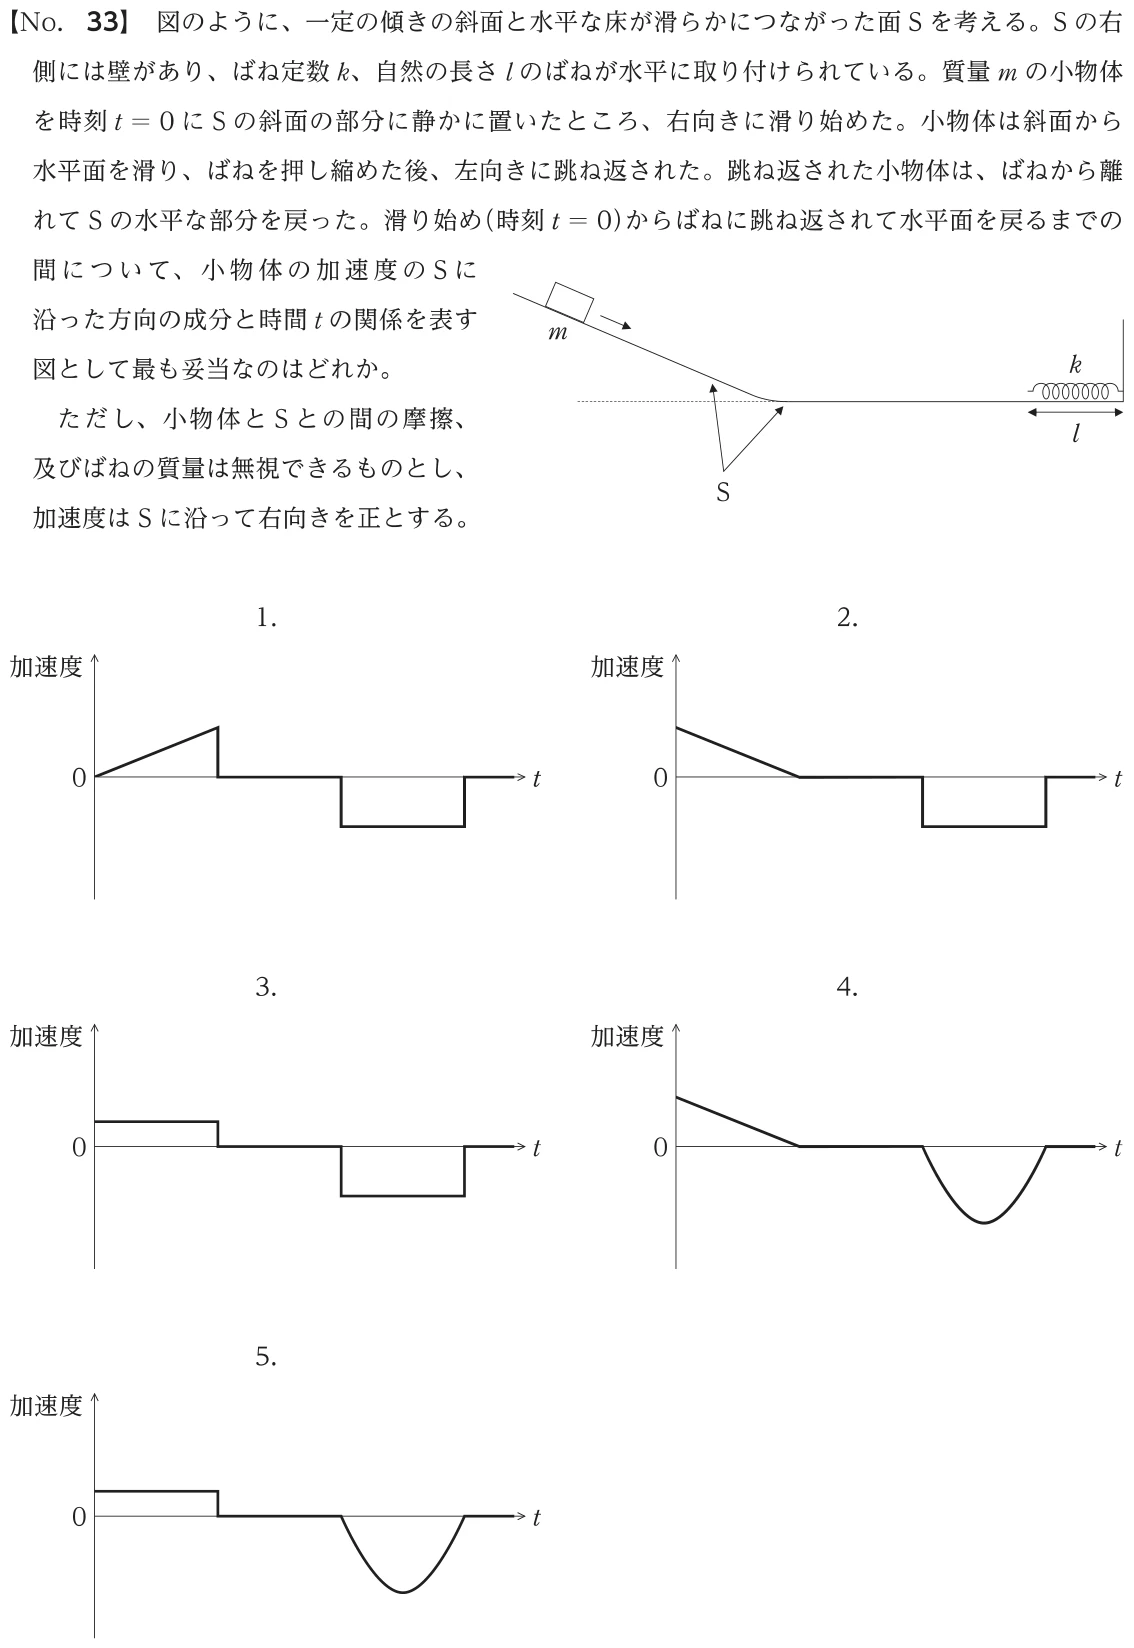 【No. 33】 図のように、一定の傾きの斜面と水平な床が滑らかにつながった面 S を考える。S の右
側には壁があり、ばね定数 k、自然の長さ l のばねが水平に取り付けられている。質量 m の小物体
を時刻 t = 0 に S の斜面の部分に静かに置いたところ、右向きに滑り始めた。小物体は斜面から
水平面を滑り、ばねを押し縮めた後、左向きに跳ね返された。跳ね返された小物体は、ばねから離
れて S の水平な部分を戻った。滑り始め(時刻 t = 0)からばねに跳ね返されて水平面を戻るまでの
間について、小物体の加速度の S に
沿った方向の成分と時間 t の関係を表す
図として最も妥当なのはどれか。
ただし、小物体と S との間の摩擦、
及びばねの質量は無視できるものとし、
加速度は S に沿って右向きを正とする。
m
k
l
S
1.
加速度
0
t
2.
加速度
0
t
3.
加速度
0
t
4.
加速度
0
t
5.
加速度
0
t